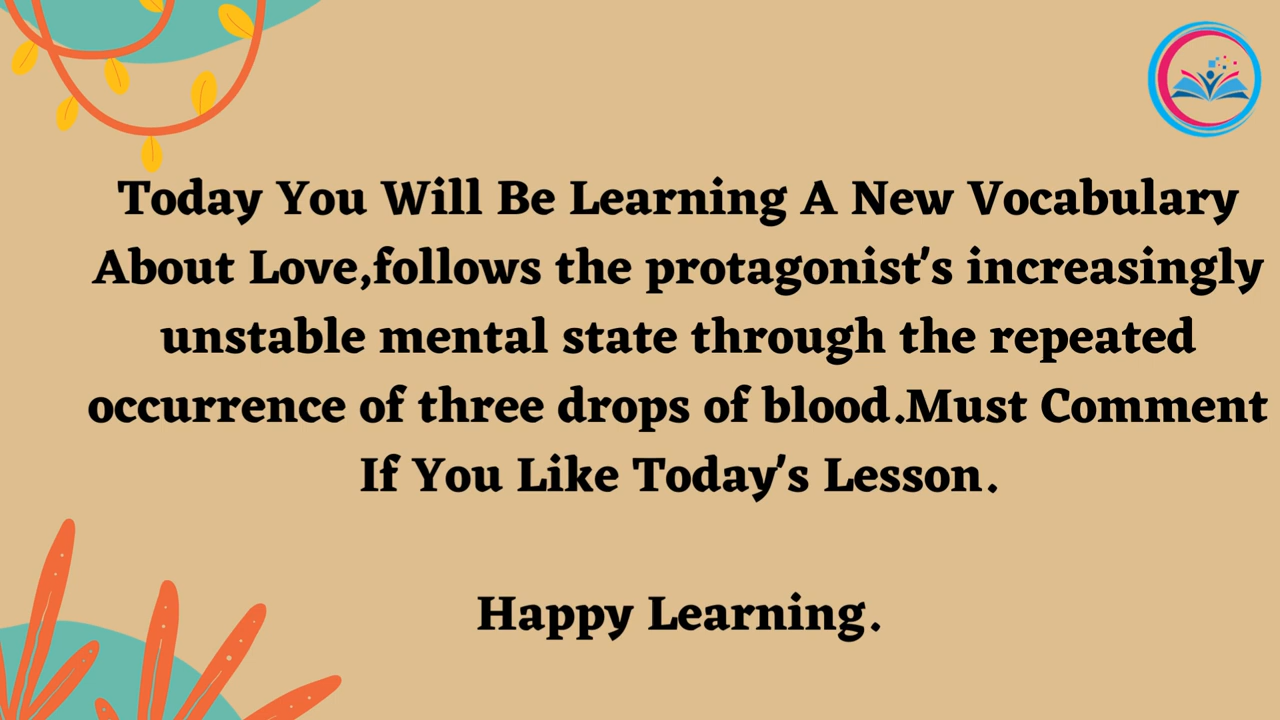 Today You Will Be Learning A New Vocabulary
About Love,follows the protagonist's increasingly
unstable mental state through the repeated
occurrence of three drops of blood.Must Comment
If You Like Today's Lesson.
Happy Learning.